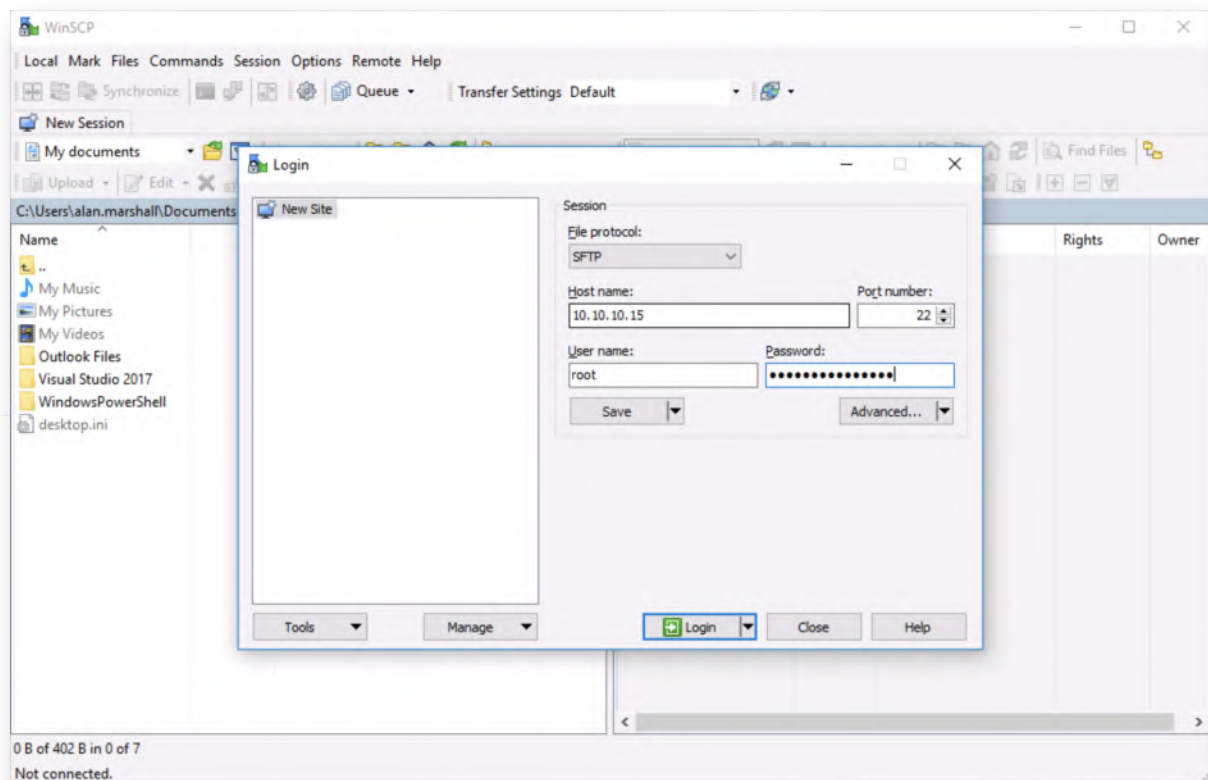 WinSCP
Local Mark Files Commands Session Options Remote Help
Synchronize Queue Transfer Settings Default
New Session
My documents Find Files
Upload Edit
C:\Users\alan.marshall\Documents
Name Rights Owner
..
My Music
My Pictures
My Videos
Outlook Files
Visual Studio 2017
WindowsPowerShell
desktop.ini
Login
New Site
Session
File protocol:
SFTP
Host name: Port number:
10.10.10.15 22
User name: Password:
root ●●●●●●●●●●●●●●●
Save Advanced...
Tools Manage Login Close Help
0 B of 402 B in 0 of 7
Not connected.